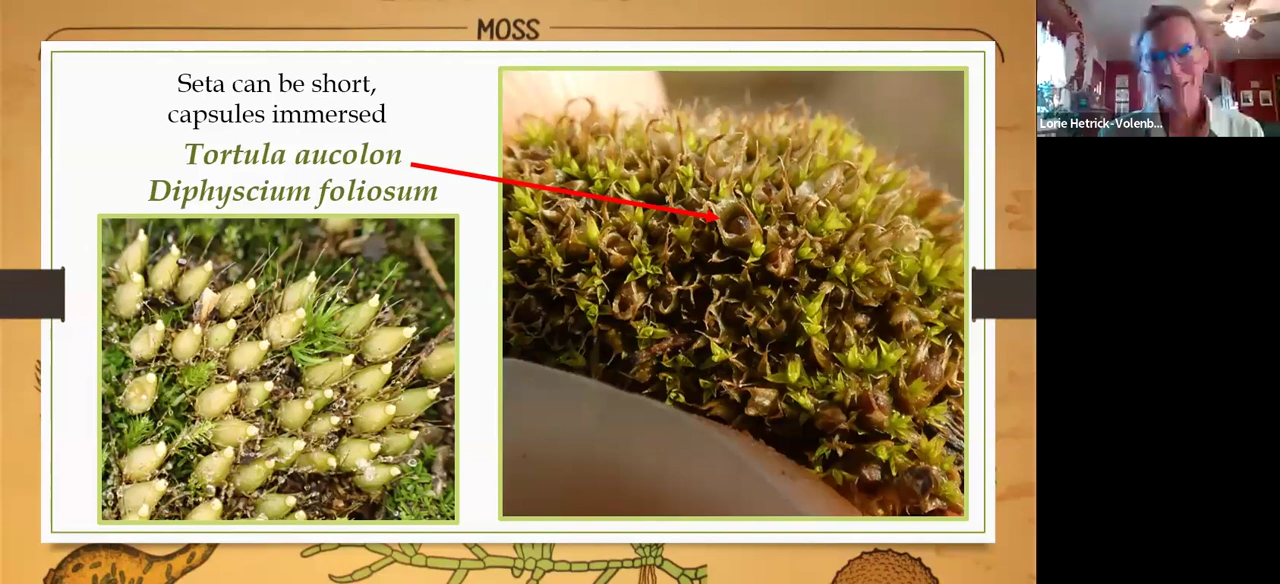 MOSS
Seta can be short,
capsules immersed
Tortula aucolon
Diphyscium foliosum
Lorie Hetrick-Volenb...